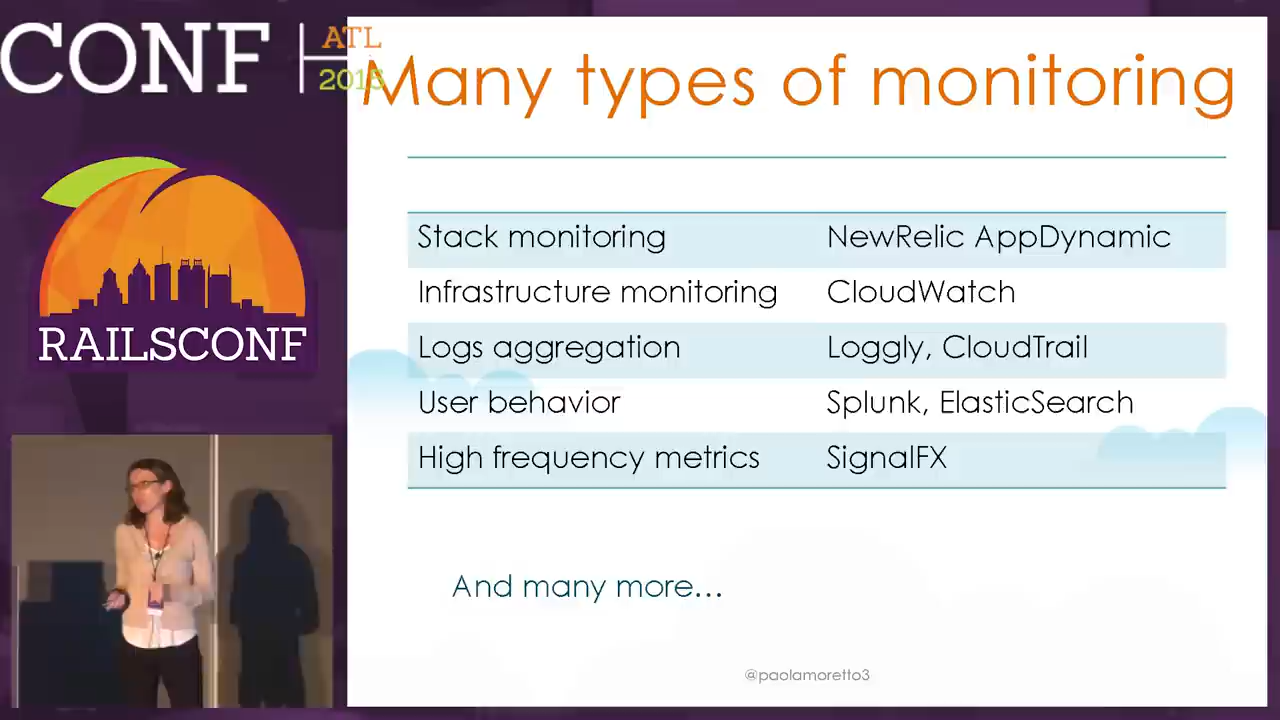 CONF
ATL
2015
RAILSCONF
Many types of monitoring
Stack monitoring NewRelic AppDynamic
Infrastructure monitoring CloudWatch
Logs aggregation Loggly, CloudTrail
User behavior Splunk, ElasticSearch
High frequency metrics SignalFX
And many more...
@paolamoretto3